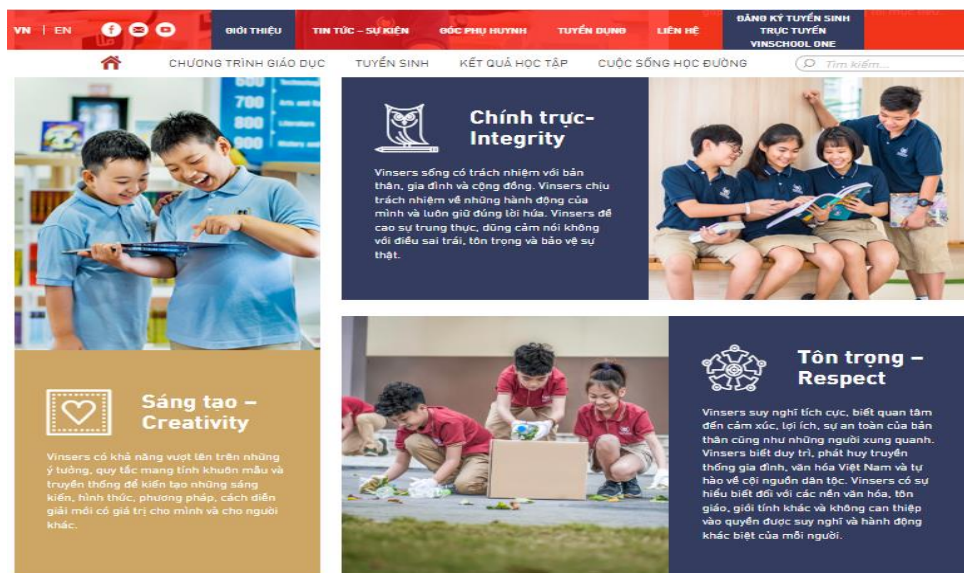 VN | EN
GIỚI THIỆU
TIN TỨC – SỰ KIỆN
GÓC PHỤ HUYNH
TUYỂN DỤNG
LIÊN HỆ
ĐĂNG KÝ TUYỂN SINH
TRỰC TUYẾN
VINSCHOOL ONE
CHƯƠNG TRÌNH GIÁO DỤC
TUYỂN SINH
KẾT QUẢ HỌC TẬP
CUỘC SỐNG HỌC ĐƯỜNG
Tìm kiếm...
600
700
800
900
Chính trực-
Integrity
Vinsers sống có trách nhiệm với bản
thân, gia đình và cộng đồng. Vinsers chịu
trách nhiệm về những hành động của
mình và luôn giữ đúng lời hứa. Vinsers đề
cao sự trung thực, dũng cảm nói không
với điều sai trái, tôn trọng và bảo vệ sự
thật.
Sáng tạo –
Creativity
Vinsers có khả năng vượt lên trên những
ý tưởng, quy tắc mang tính khuôn mẫu và
truyền thống để kiến tạo những sáng
kiến, hình thức, phương pháp, cách diễn
giải mới có giá trị cho mình và cho người
khác.
Tôn trọng –
Respect
Vinsers suy nghĩ tích cực, biết quan tâm
đến cảm xúc, lợi ích, sự an toàn của bản
thân cũng như những người xung quanh.
Vinsers biết duy trì, phát huy truyền
thống gia đình, văn hóa Việt Nam và tự
hào về cội nguồn dân tộc. Vinsers có sự
hiểu biết đối với các nền văn hóa, tôn
giáo, giới tính khác và không can thiệp
vào quyền được suy nghĩ và hành động
khác biệt của mỗi người.